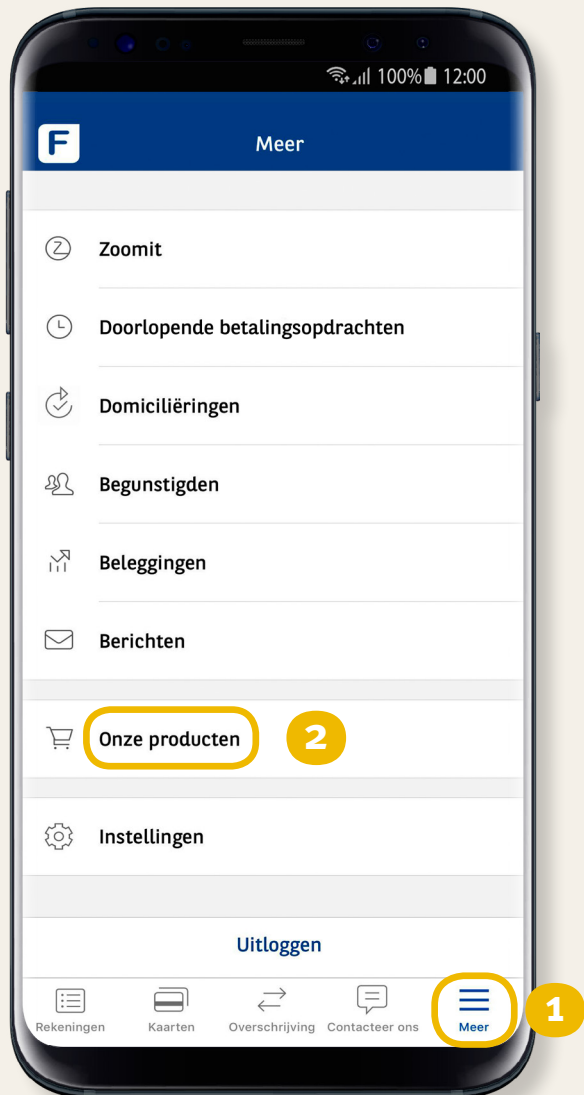 100% 12:00
F
Meer
Zoomit
Doorlopende betalingsopdrachten
Domiciliëringen
Begunstigden
Beleggingen
Berichten
Onze producten
2
Instellingen
Uitloggen
Rekeningen
Kaarten
Overschrijving
Contacteer ons
Meer
1